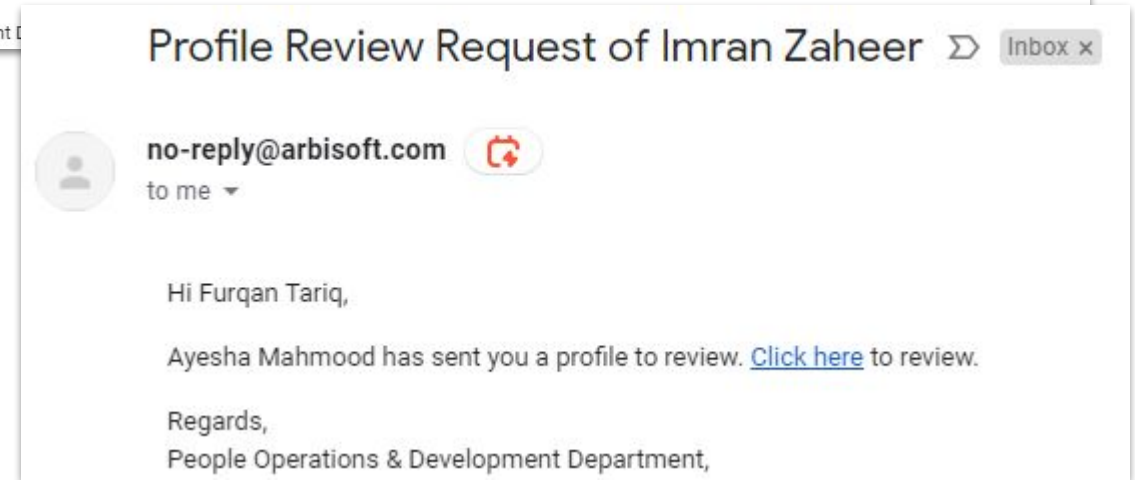 Profile Review Request of Imran Zaheer Inbox x
no-reply@arbisoft.com
to me
Hi Furqan Tariq,
Ayesha Mahmood has sent you a profile to review. Click here to review.
Regards,
People Operations & Development Department,